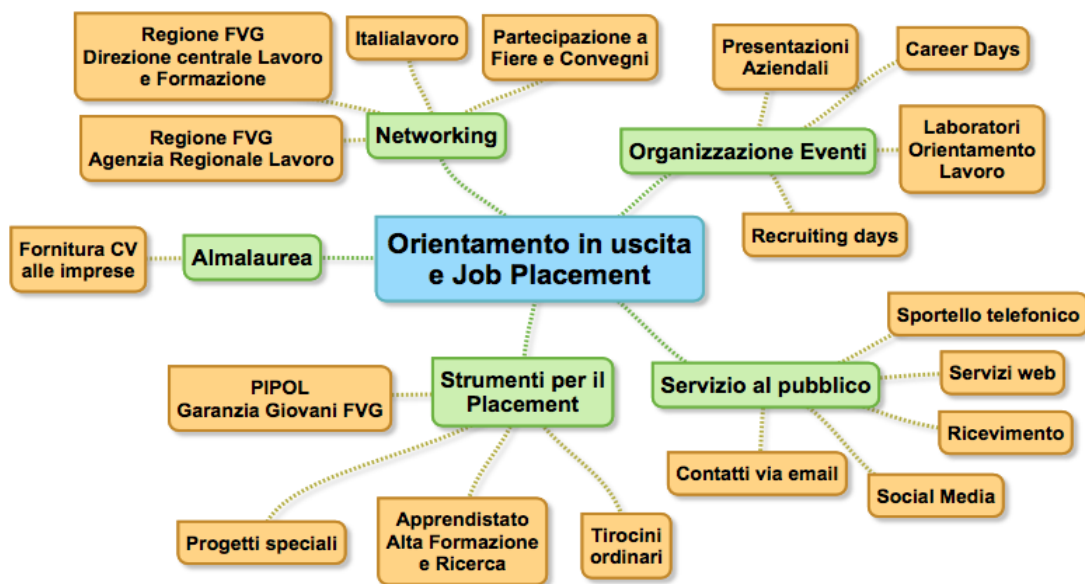 Regione FVG
Direzione centrale Lavoro
e Formazione
Italialavoro
Partecipazione a
Fiere e Convegni
Regione FVG
Agenzia Regionale Lavoro
Networking
Presentazioni
Aziendali
Career Days
Organizzazione Eventi
Laboratori
Orientamento
Lavoro
Recruiting days
Orientamento in uscita
e Job Placement
Fornitura CV
alle imprese
Almalaurea
Strumenti per il
Placement
PIPOL
Garanzia Giovani FVG
Progetti speciali
Apprendistato
Alta Formazione
e Ricerca
Tirocini
ordinari
Servizio al pubblico
Sportello telefonico
Servizi web
Ricevimento
Social Media
Contatti via email